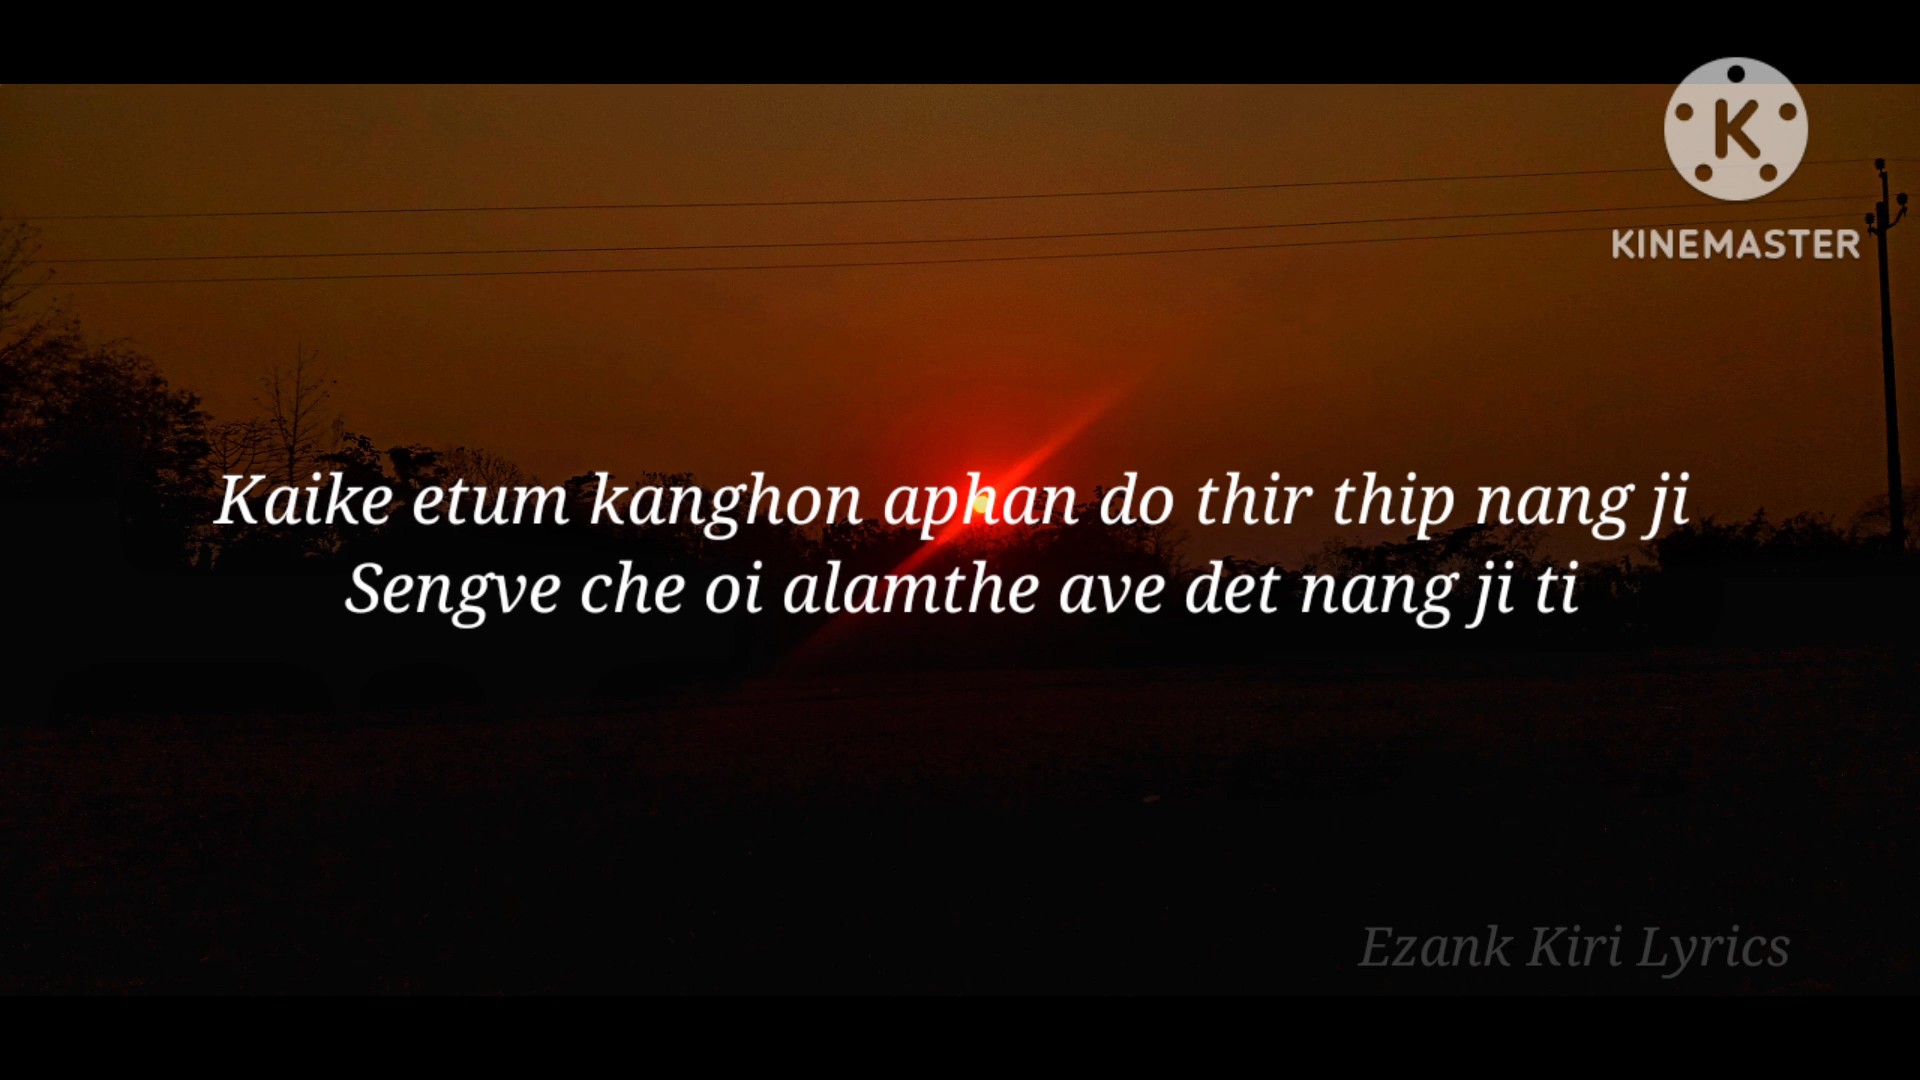 K
KINEMASTER
Kaike etum kanghon aphan do thir thip nang ji
Sengve che oi alamthe ave det nang ji ti
Ezank Kiri Lyrics